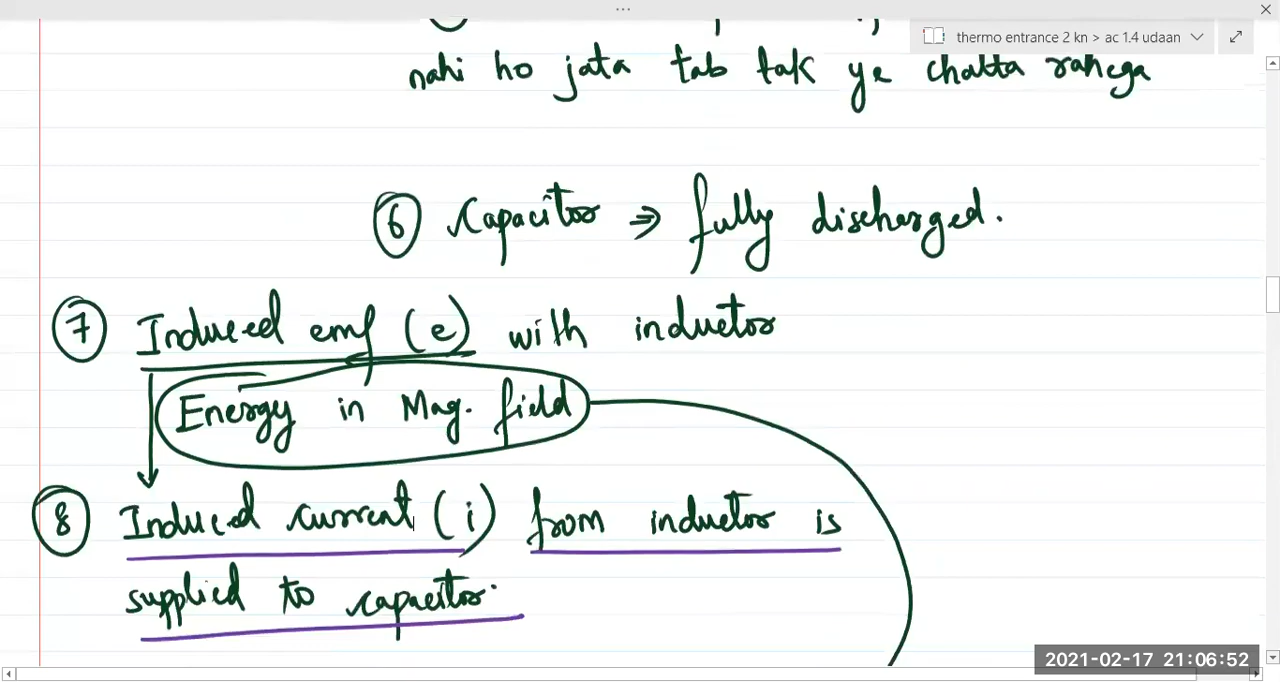 thermo entrance 2 kn > ac 1.4 udaan
nahi ho jata tab tak ye chalta rahega
6 Capacitor ⇒ fully discharged.
7 Induced emf (e) with inductor
Energy in Mag. field
8 Induced current (i) from inductor is
supplied to capacitor.
2021-02-17 21:06:52